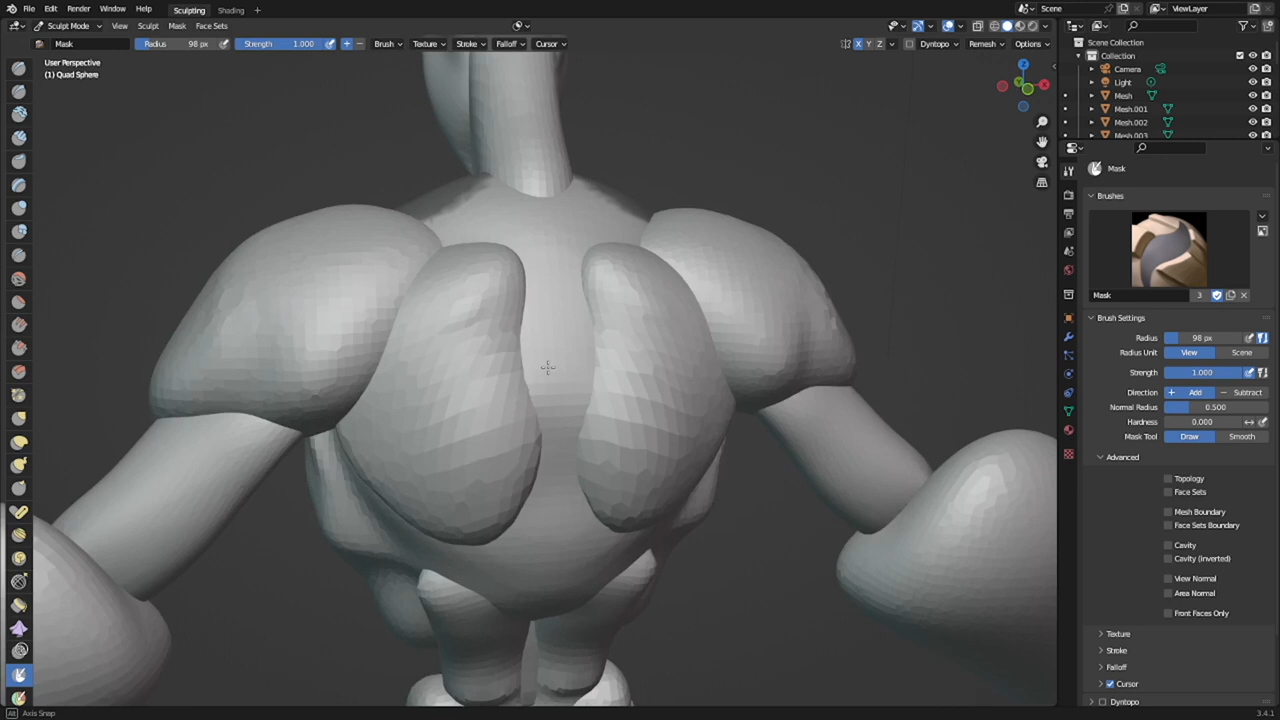 File Edit Render Window Help Sculpting Shading Scene ViewLayer
Sculpt Mode View Sculpt Mask Face Sets
Mask Radius 98 px Strength 1.000 Brush Texture Stroke Falloff Cursor X Y Z Dyntopo Remesh Options
User Perspective
(1) Quad Sphere
Z
X
Y
Scene Collection
Collection
Camera
Light
Mesh
Mesh.001
Mesh.002
Mesh.003
Mask
Brushes
Mask 3
Brush Settings
Radius 98 px
Radius Unit View Scene
Strength 1.000
Direction Add Subtract
Normal Radius 0.500
Hardness 0.000
Mask Tool Draw Smooth
Advanced
Topology
Face Sets
Mesh Boundary
Face Sets Boundary
Cavity
Cavity (inverted)
View Normal
Area Normal
Front Faces Only
Texture
Stroke
Falloff
Cursor
Dyntopo
Alt Axis Snap 3.4.1